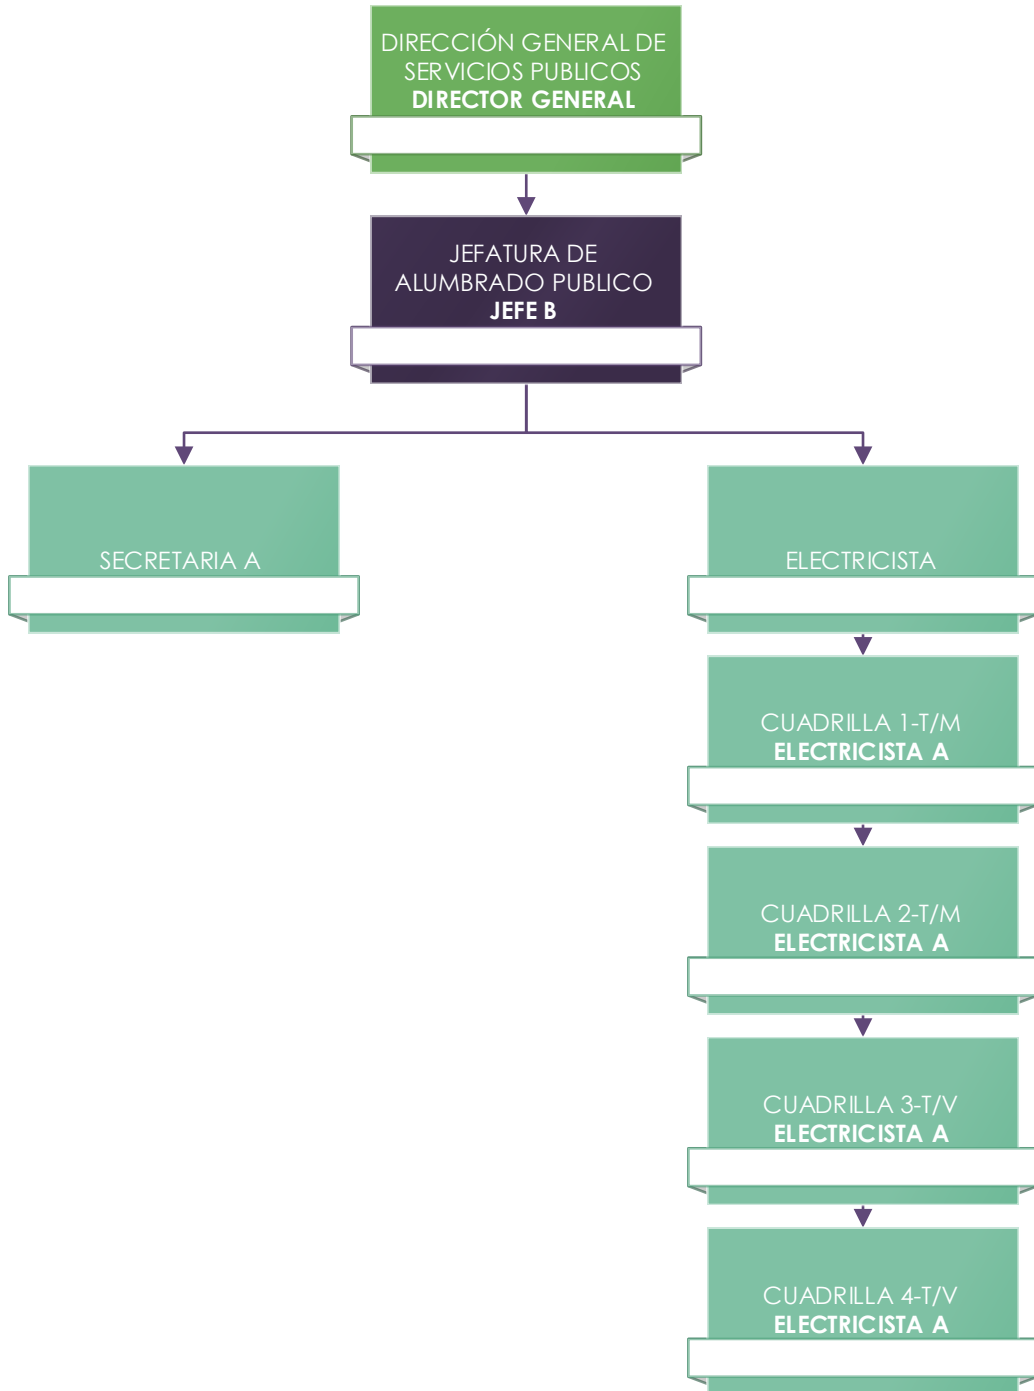 DIRECCIÓN GENERAL DE
SERVICIOS PUBLICOS
DIRECTOR GENERAL
JEFATURA DE
ALUMBRADO PUBLICO
JEFE B
SECRETARIA A
ELECTRICISTA
CUADRILLA 1-T/M
ELECTRICISTA A
CUADRILLA 2-T/M
ELECTRICISTA A
CUADRILLA 3-T/V
ELECTRICISTA A
CUADRILLA 4-T/V
ELECTRICISTA A